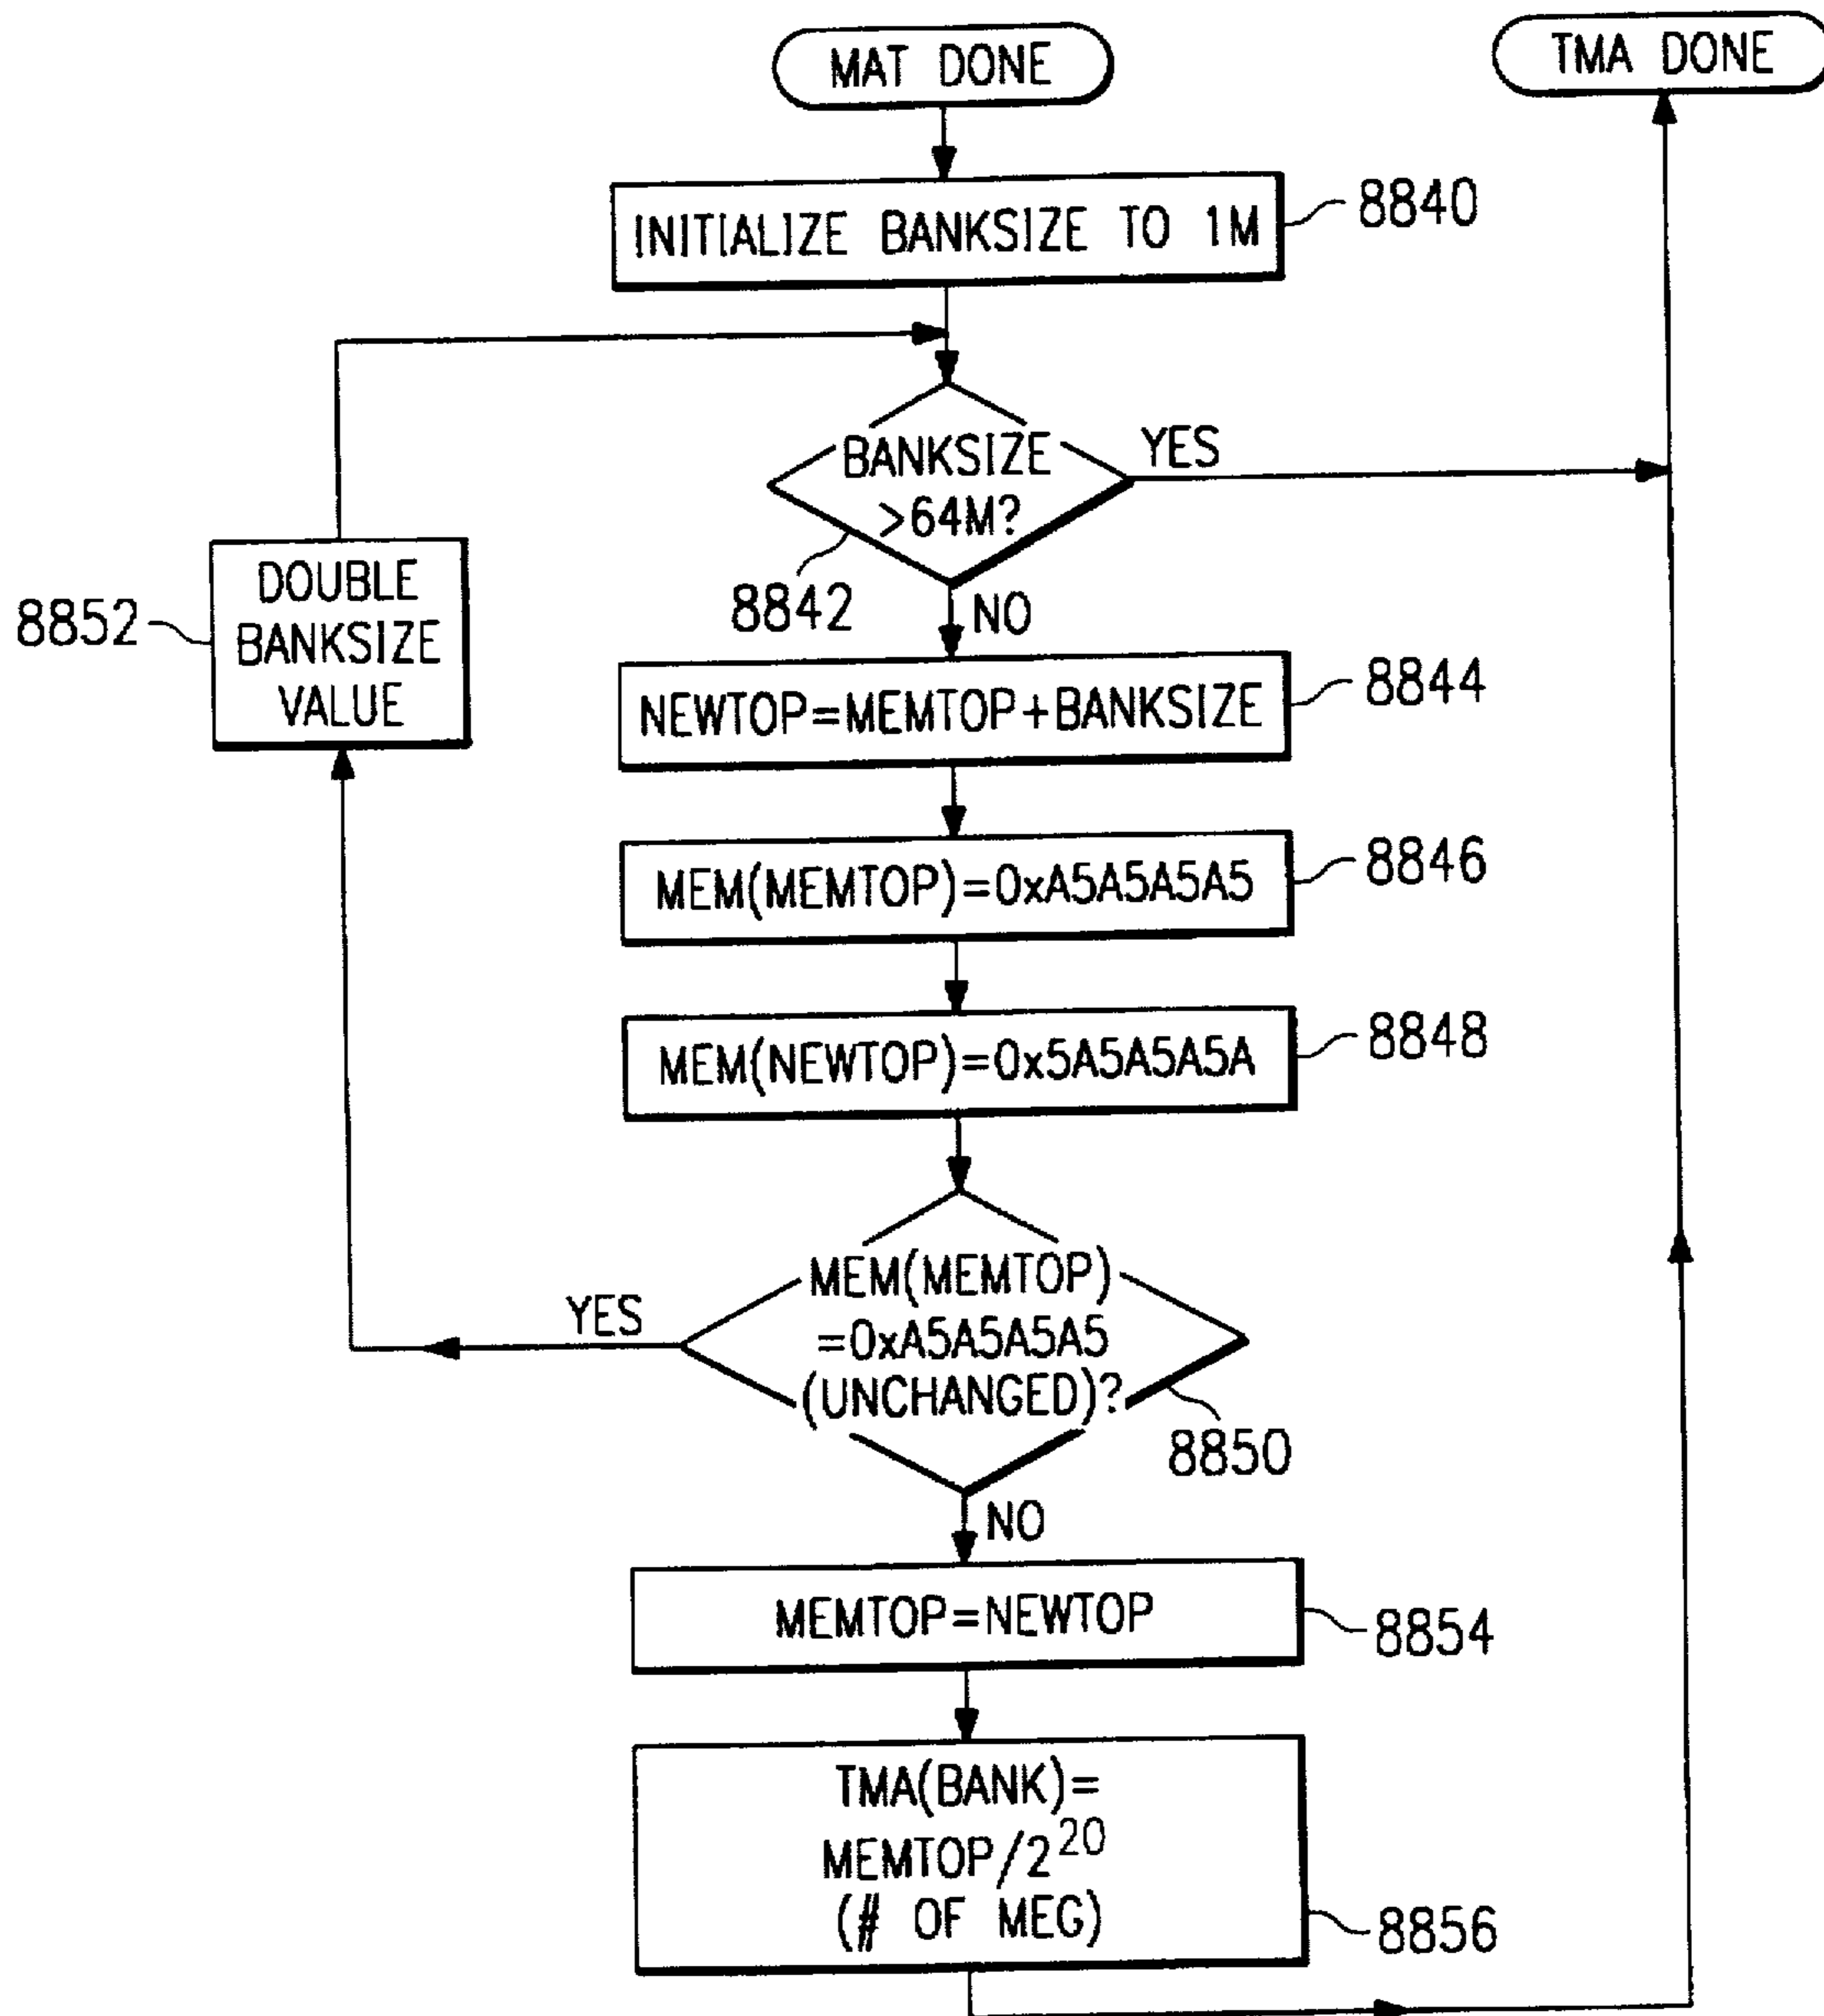 MAT DONE
TMA DONE
INITIALIZE BANKSIZE TO 1M
8840
BANKSIZE
>64M?
YES
8842
NO
DOUBLE
BANKSIZE
VALUE
8852
NEWTOP=MEMTOP+BANKSIZE
8844
MEM(MEMTOP)=0xA5A5A5A5
8846
MEM(NEWTOP)=0x5A5A5A5A
8848
MEM(MEMTOP)
=0xA5A5A5A5
(UNCHANGED)?
YES
8850
NO
MEMTOP=NEWTOP
8854
TMA(BANK)=
MEMTOP/2^20
(# OF MEG)
8856